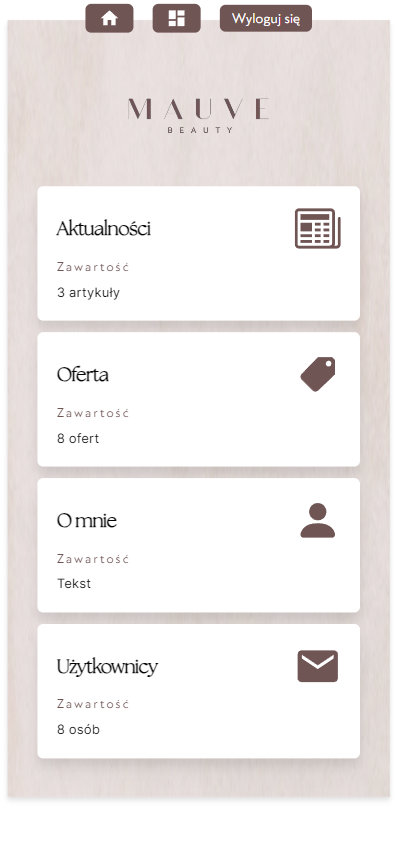 Wyloguj się
MAUVE
BEAUTY
Aktualności
Zawartość
3 artykuły
Oferta
Zawartość
8 ofert
O mnie
Zawartość
Tekst
Użytkownicy
Zawartość
8 osób